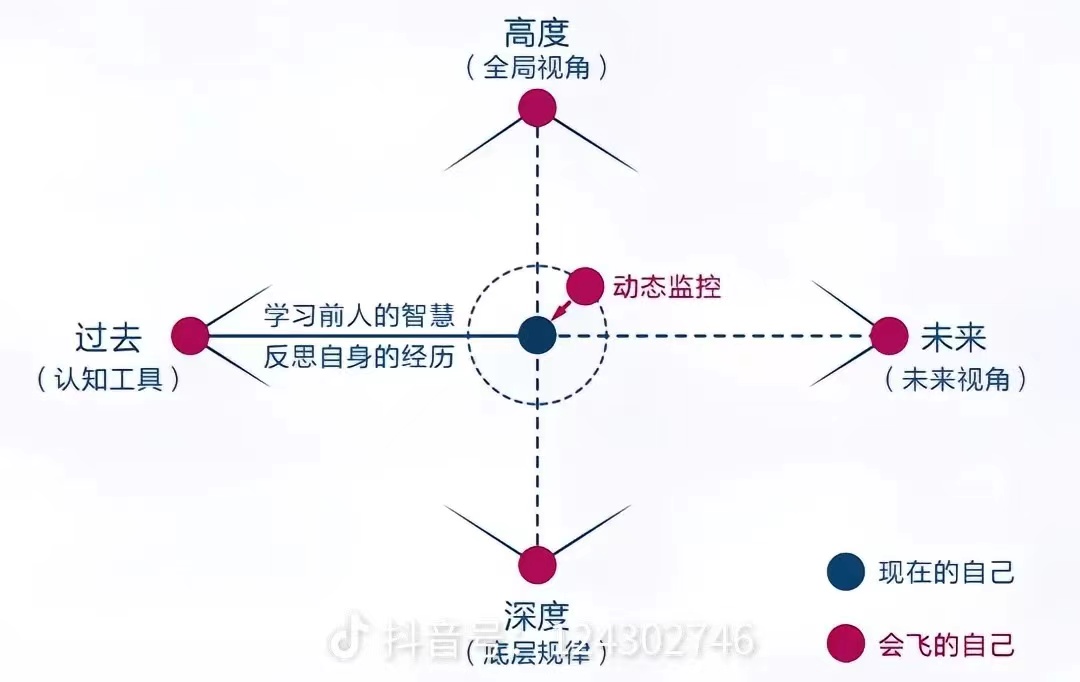 高度
（全局视角）
动态监控
学习前人的智慧
过去
未来
反思自身的经历
（认知工具）
（未来视角）
现在的自己
深度
抖音号：124302746
（底层规律）
会飞的自己